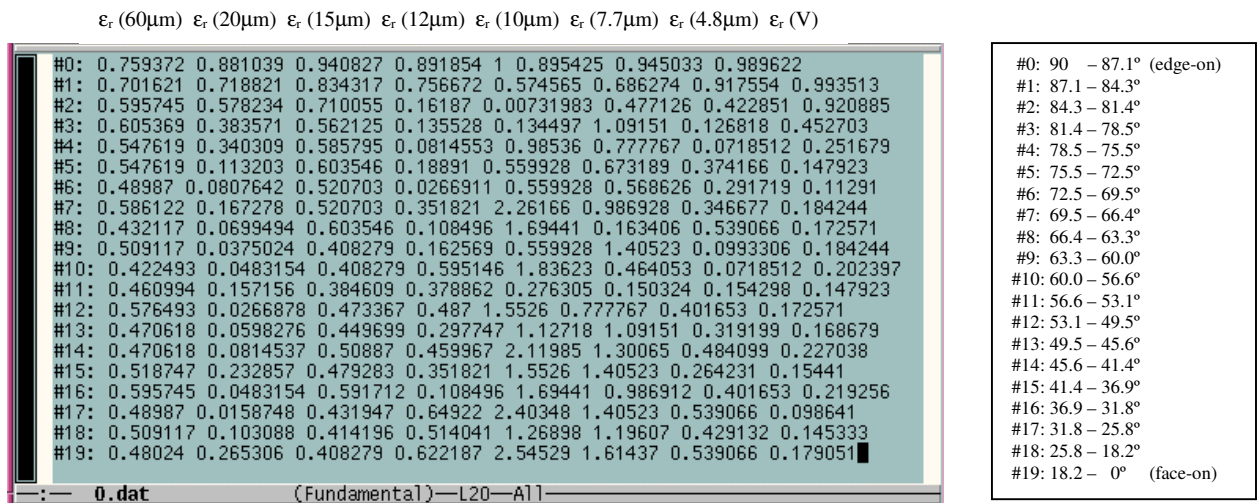 εr (60μm) εr (20μm) εr (15μm) εr (12μm) εr (10μm) εr (7.7μm) εr (4.8μm) εr (V)
#0: 0.759372 0.881039 0.940827 0.891854 1 0.895425 0.945033 0.989622
#1: 0.701621 0.718821 0.834317 0.756672 0.574565 0.686274 0.917554 0.993513
#2: 0.595745 0.578234 0.710055 0.16187 0.00731983 0.477126 0.422851 0.920885
#3: 0.605369 0.383571 0.562125 0.135528 0.134497 1.09151 0.126818 0.452703
#4: 0.547619 0.340309 0.585795 0.0814553 0.98536 0.777767 0.0718512 0.251679
#5: 0.547619 0.113203 0.603546 0.18891 0.559928 0.673189 0.374166 0.147923
#6: 0.48987 0.0807642 0.520703 0.0266911 0.559928 0.568626 0.291719 0.11291
#7: 0.586122 0.167278 0.520703 0.351821 2.26166 0.986928 0.346677 0.184244
#8: 0.432117 0.0699494 0.603546 0.108496 1.69441 0.163406 0.539066 0.172571
#9: 0.509117 0.0375024 0.408279 0.162569 0.559928 1.40523 0.0993306 0.184244
#10: 0.422493 0.0483154 0.408279 0.595146 1.83623 0.464053 0.0718512 0.202397
#11: 0.460994 0.157156 0.384609 0.378862 0.276305 0.150324 0.154298 0.147923
#12: 0.576493 0.0266878 0.473367 0.487 1.5526 0.777767 0.401653 0.172571
#13: 0.470618 0.0598276 0.449699 0.297747 1.12718 1.09151 0.319199 0.168679
#14: 0.470618 0.0814537 0.50887 0.459967 2.11985 1.30065 0.484099 0.227038
#15: 0.518747 0.232857 0.479283 0.351821 1.5526 1.40523 0.264231 0.15441
#16: 0.595745 0.0483154 0.591712 0.108496 1.69441 0.986912 0.401653 0.219256
#17: 0.48987 0.0158748 0.431947 0.64922 2.40348 1.40523 0.539066 0.098641
#18: 0.509117 0.103088 0.414196 0.514041 1.26898 1.19607 0.429132 0.145333
#19: 0.48024 0.265306 0.408279 0.622187 2.54529 1.61437 0.539066 0.179051
—:— 0.dat (Fundamental)—L20—All
#0: 90 – 87.1º (edge-on)
#1: 87.1 – 84.3º
#2: 84.3 – 81.4º
#3: 81.4 – 78.5º
#4: 78.5 – 75.5º
#5: 75.5 – 72.5º
#6: 72.5 – 69.5º
#7: 69.5 – 66.4º
#8: 66.4 – 63.3º
#9: 63.3 – 60.0º
#10: 60.0 – 56.6º
#11: 56.6 – 53.1º
#12: 53.1 – 49.5º
#13: 49.5 – 45.6º
#14: 45.6 – 41.4º
#15: 41.4 – 36.9º
#16: 36.9 – 31.8º
#17: 31.8 – 25.8º
#18: 25.8 – 18.2º
#19: 18.2 – 0º (face-on)